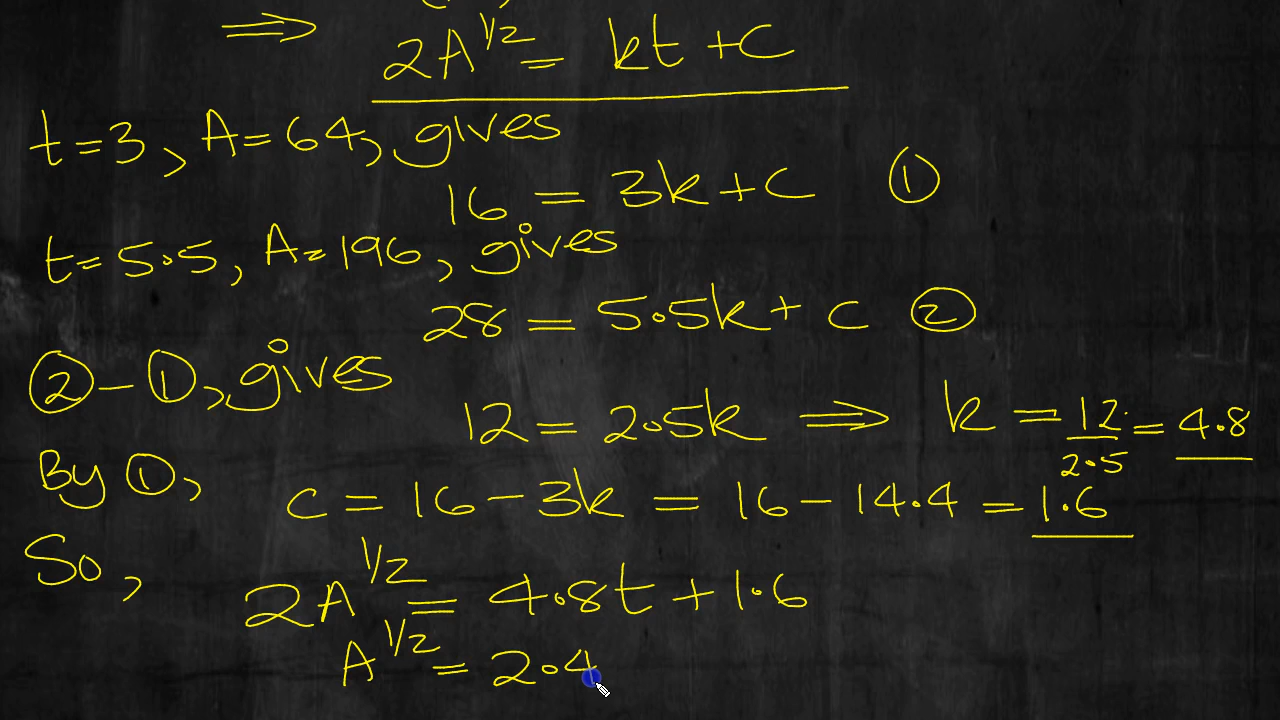 ⟹ 2A^1/2 = kt + C
t=3, A=64, gives
16 = 3k+C ①
t=5.5, A=196, gives
28 = 5.5k+C ②
②-①, gives
12 = 2.5k ⟹ k = 12/2.5 = 4.8
By ①, C = 16-3k = 16-14.4 = 1.6
So,
2A^1/2 = 4.8t+1.6
A^1/2 = 2.4